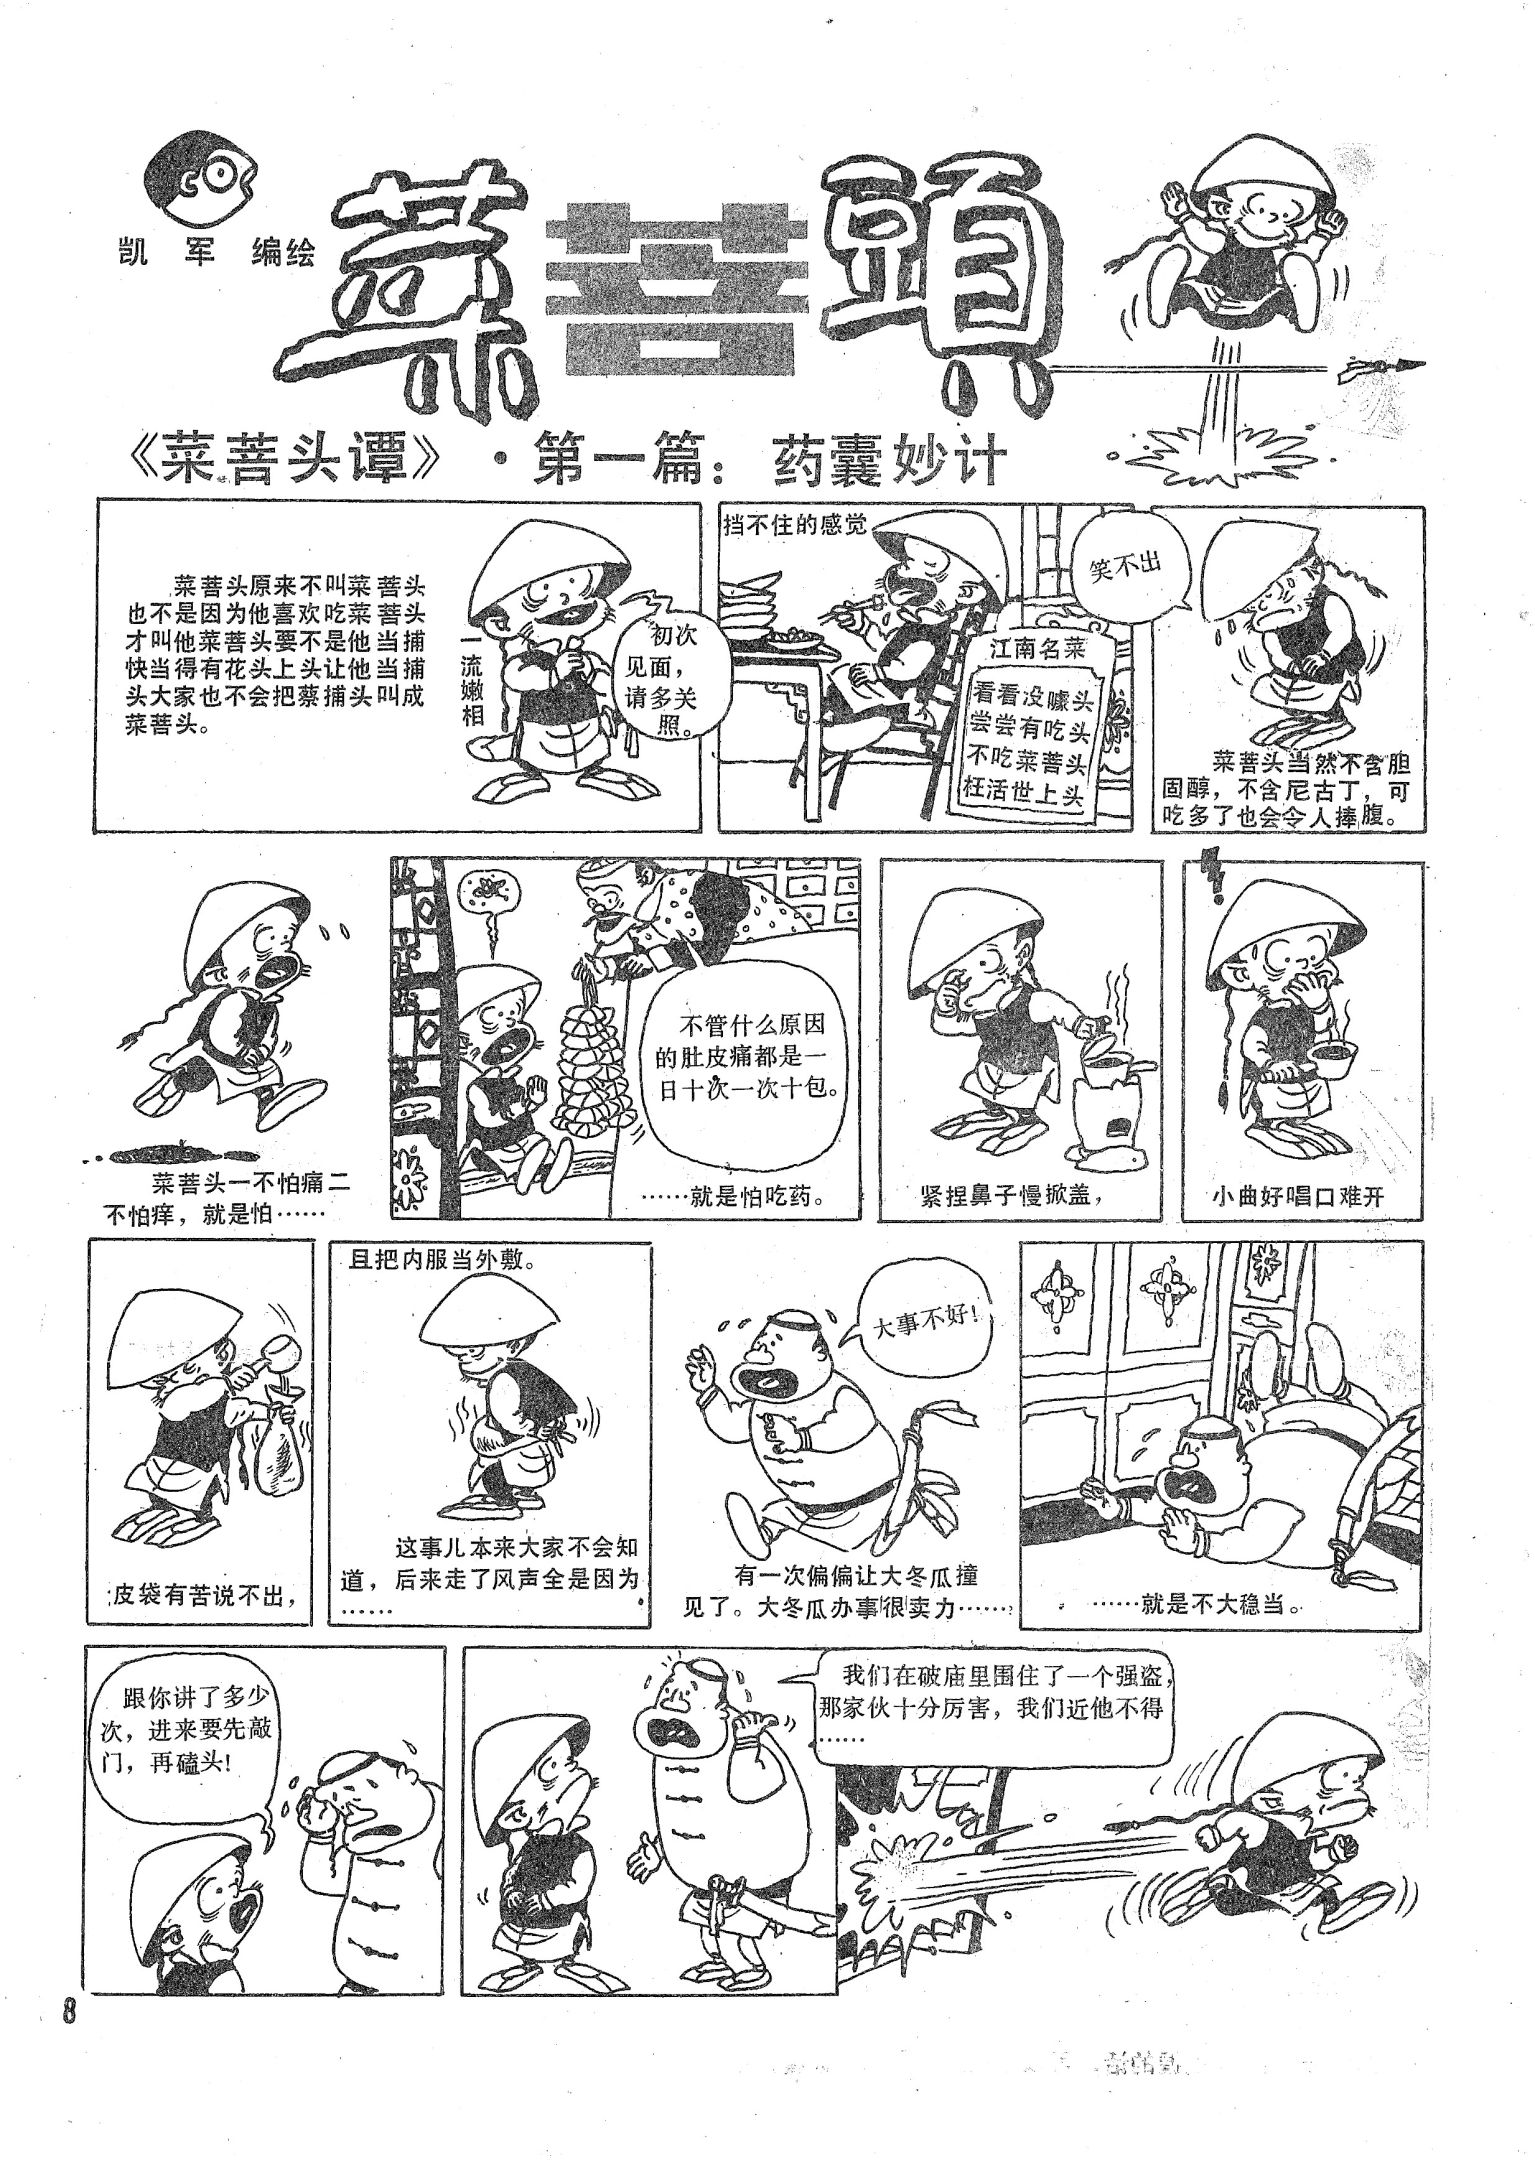 凯 军 编绘
菜菩頭
《菜菩头谭》·第一篇：药囊妙计
菜菩头原来不叫菜菩头
也不是因为他喜欢吃菜菩头
才叫他菜菩头要不是他当捕
快当得有花头上头让他当捕
头大家也不会把蔡捕头叫成
菜菩头。
一流嫩相
初次
见面，
请多关
照。
挡不住的感觉
江南名菜
看看没噱头
尝尝有吃头
不吃菜菩头
枉活世上头
笑不出
菜菩头当然不含胆
固醇，不含尼古丁，可
吃多了也会令人捧腹。
菜菩头一不怕痛二
不怕痒，就是怕……
不管什么原因
的肚皮痛都是一
日十次一次十包。
……就是怕吃药。
紧捏鼻子慢掀盖，
小曲好唱口难开
皮袋有苦说不出，
且把内服当外敷。
这事儿本来大家不会知
道，后来走了风声全是因为
……
大事不好!
有一次偏偏让大冬瓜撞
见了。大冬瓜办事很卖力……
……就是不大稳当。
跟你讲了多少
次，进来要先敲
门，再磕头!
我们在破庙里围住了一个强盗，
那家伙十分厉害，我们近他不得
……
8